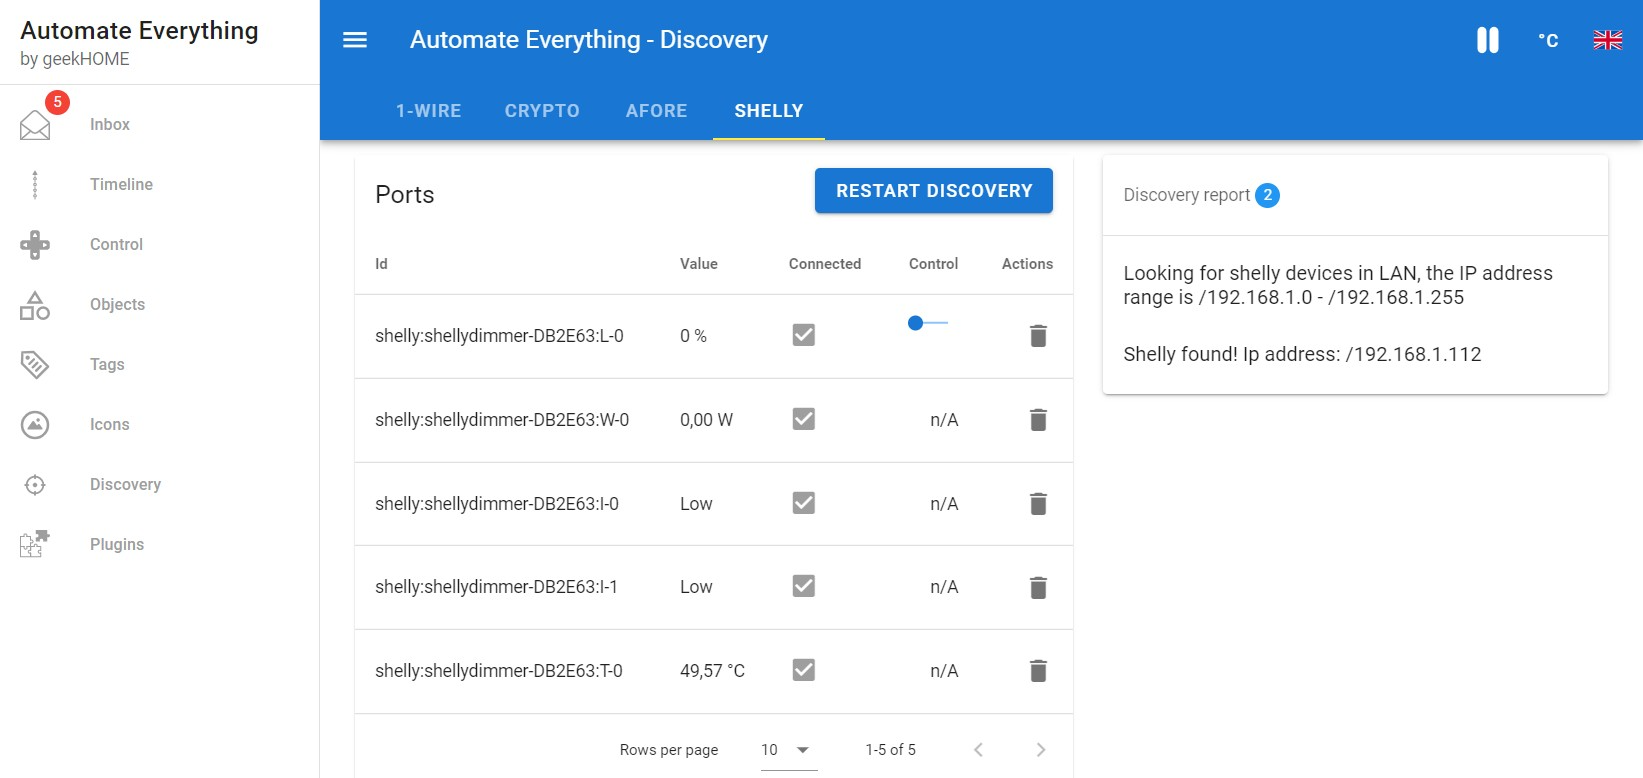 Automate Everything
by geekHOME
5
Inbox
Timeline
Control
Objects
Tags
Icons
Discovery
Plugins
Automate Everything - Discovery
°C
1-WIRE CRYPTO AFORE SHELLY
Ports
RESTART DISCOVERY
Id Value Connected Control Actions
shelly:shellydimmer-DB2E63:L-0 0 %
shelly:shellydimmer-DB2E63:W-0 0,00 W n/A
shelly:shellydimmer-DB2E63:I-0 Low n/A
shelly:shellydimmer-DB2E63:I-1 Low n/A
shelly:shellydimmer-DB2E63:T-0 49,57 °C n/A
Rows per page 10 1-5 of 5
Discovery report 2
Looking for shelly devices in LAN, the IP address
range is /192.168.1.0 - /192.168.1.255
Shelly found! Ip address: /192.168.1.112